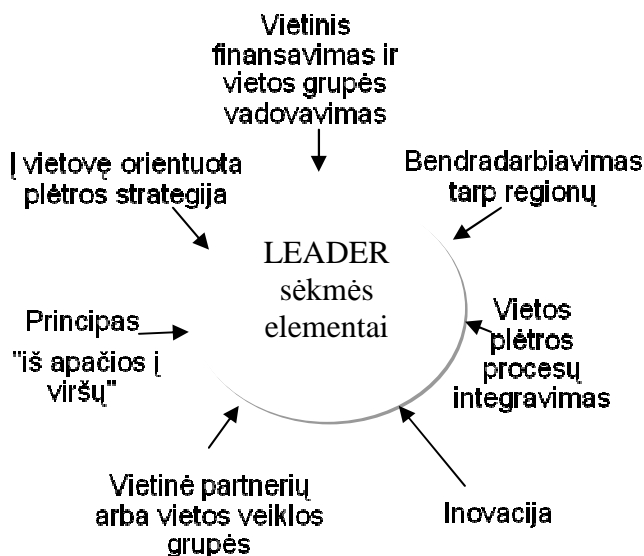 Vietinis
finansavimas ir
vietos grupės
vadovavimas
Į vietovę orientuota
plėtros strategija
Bendradarbiavimas
tarp regionų
LEADER
sėkmės
elementai
Principas
"iš apačios į
viršų"
Vietos
plėtros
procesų
integravimas
Vietinė partnerių
arba vietos veiklos
grupės
Inovacija